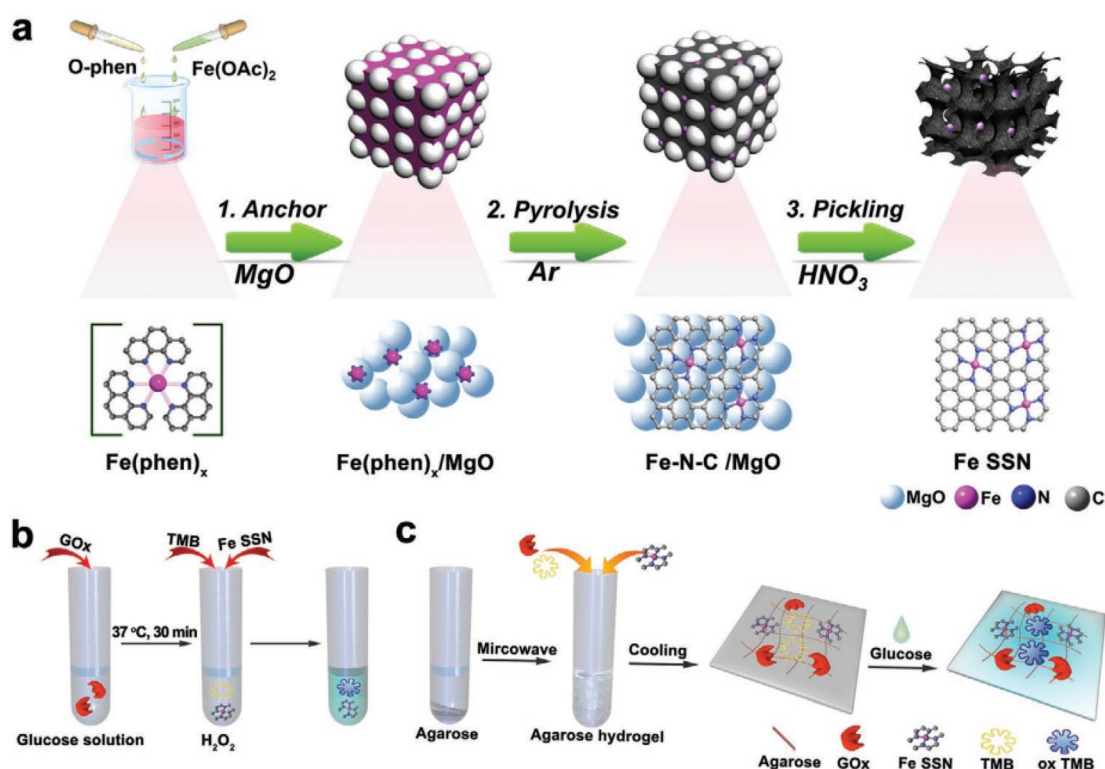 a
O-phen
Fe(OAc)2
1. Anchor
MgO
2. Pyrolysis
Ar
3. Pickling
HNO3
Fe(phen)x
Fe(phen)x/MgO
Fe-N-C /MgO
Fe SSN
MgO Fe N C
b
GOx
TMB Fe SSN
37 °C, 30 min
Glucose solution
H2O2
c
Mircowave
Cooling
Glucose
Agarose
Agarose hydrogel
Agarose GOx Fe SSN TMB ox TMB